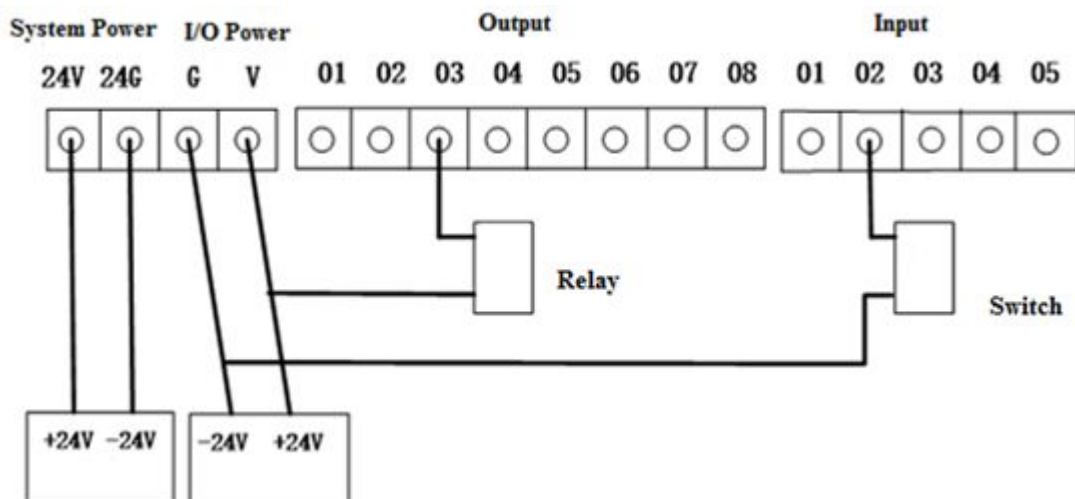 System Power I/O Power Output Input
24V 24G G V 01 02 03 04 05 06 07 08 01 02 03 04 05
Relay
Switch
+24V -24V -24V +24V